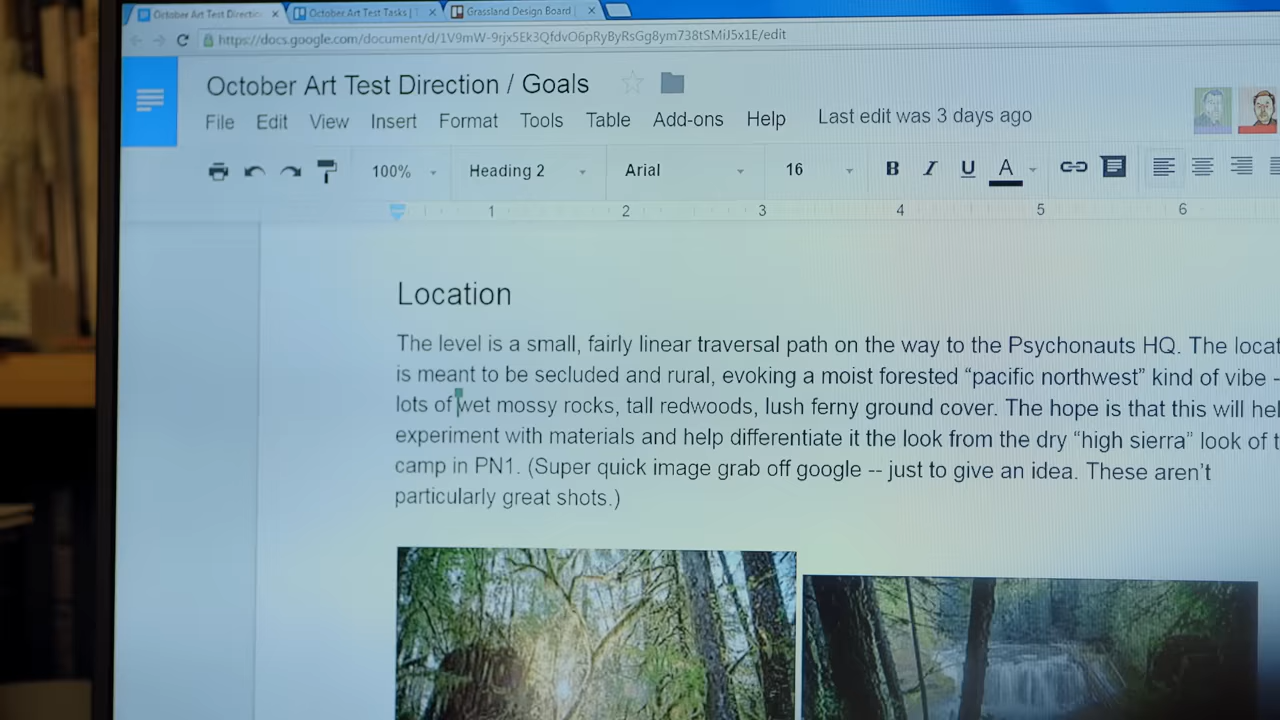 October Art Test Directic
October Art Test Tasks | T
Grassland Design Board |
https://docs.google.com/document/d/1V9mW-9rjx5Ek3QfdvO6pRyByRsGg8ym738tSMiJ5x1E/edit
October Art Test Direction / Goals
File Edit View Insert Format Tools Table Add-ons Help Last edit was 3 days ago
100% Heading 2 Arial 16 B I U A
1 2 3 4 5 6
Location
The level is a small, fairly linear traversal path on the way to the Psychonauts HQ. The locat
is meant to be secluded and rural, evoking a moist forested “pacific northwest” kind of vibe -
lots of wet mossy rocks, tall redwoods, lush ferny ground cover. The hope is that this will hel
experiment with materials and help differentiate it the look from the dry “high sierra” look of t
camp in PN1. (Super quick image grab off google -- just to give an idea. These aren’t
particularly great shots.)